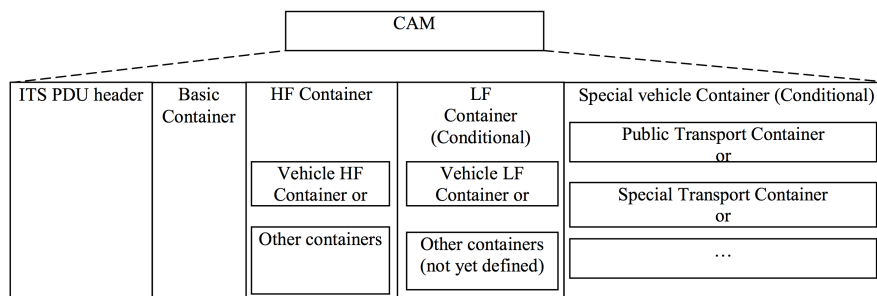 CAM
ITS PDU header
Basic
Container
HF Container
Vehicle HF
Container or
Other containers
LF
Container
(Conditional)
Vehicle LF
Container or
Other containers
(not yet defined)
Special vehicle Container (Conditional)
Public Transport Container
or
Special Transport Container
or
…